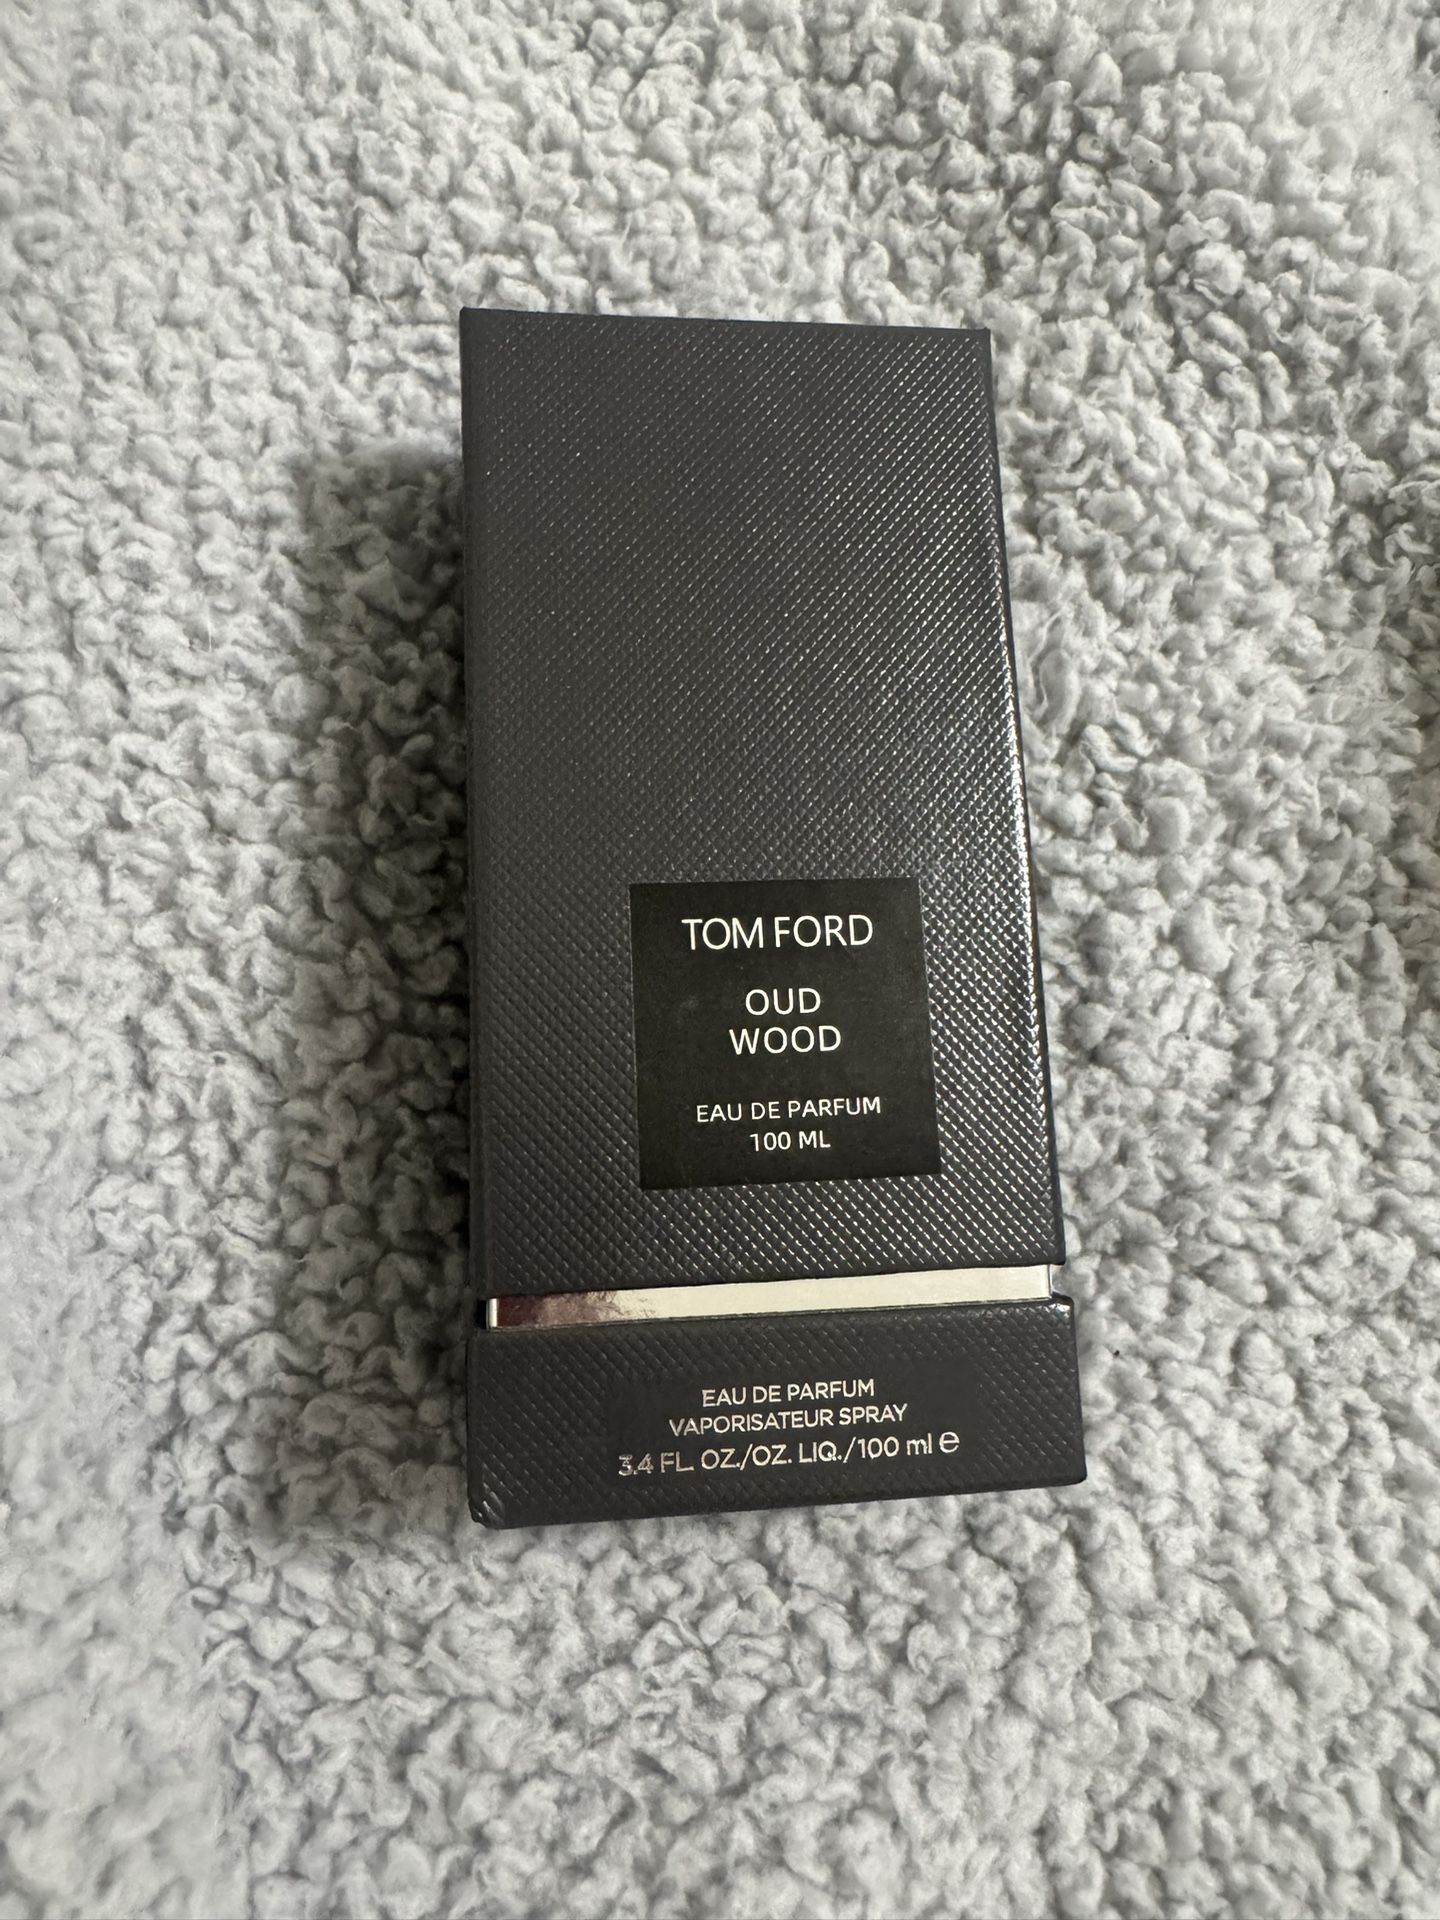 TOM FORD
OUD
WOOD
EAU DE PARFUM
100 ML
EAU DE PARFUM
VAPORISATEUR SPRAY
3.4 FL. OZ./OZ. LIQ./100 ml e